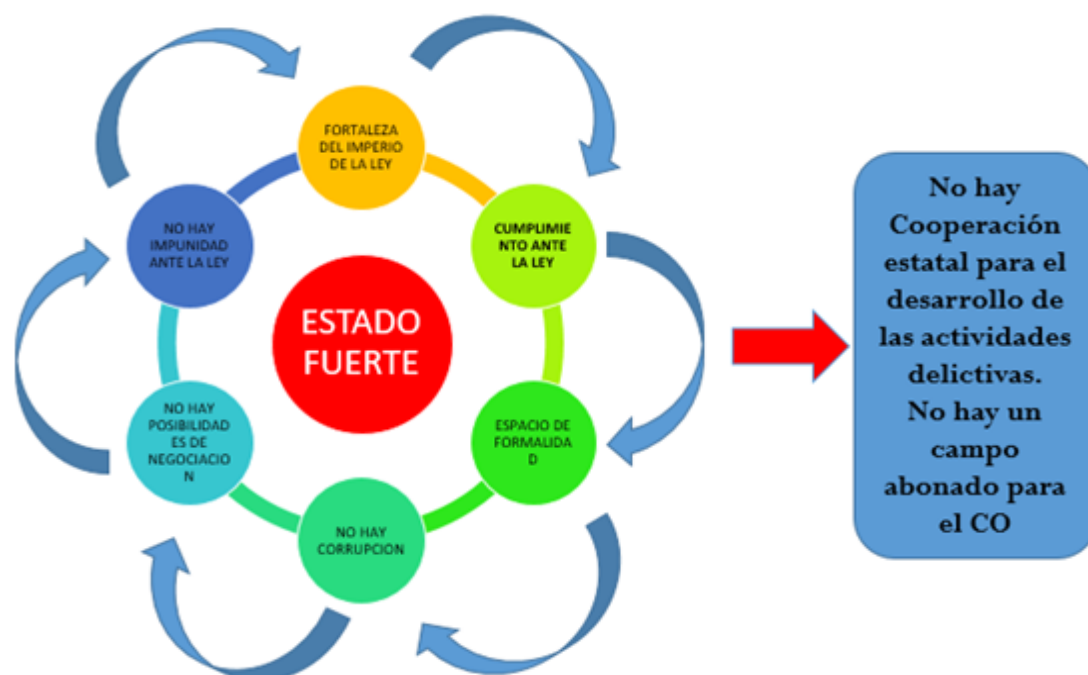 FORTALEZA
DEL IMPERIO
DE LA LEY
CUMPLIMIE
NTO ANTE
LA LEY
ESPACIO DE
FORMALIDA
D
NO HAY
CORRUPCION
NO HAY
POSIBILIDAD
ES DE
NEGOCIACIO
N
NO HAY
IMPUNIDAD
ANTE LA LEY
ESTADO
FUERTE
No hay
Cooperación
estatal para el
desarrollo de
las actividades
delictivas.
No hay un
campo
abonado para
el CO